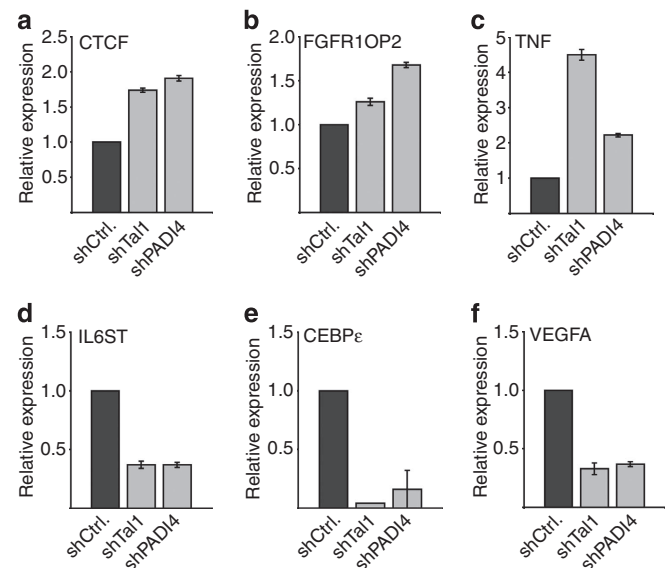 a
CTCF
Relative expression
2.5
2.0
1.5
1.0
0.5
shCtrl.
shTal1
shPADI4
b
FGFR1OP2
Relative expression
2.0
1.5
1.0
0.5
shCtrl.
shTal1
shPADI4
c
TNF
Relative expression
5
4
3
2
1
shCtrl.
shTal1
shPADI4
d
IL6ST
Relative expression
1.5
1.0
0.5
shCtrl.
shTal1
shPADI4
e
CEBPε
Relative expression
1.5
1.0
0.5
shCtrl.
shTal1
shPADI4
f
VEGFA
Relative expression
1.5
1.0
0.5
shCtrl.
shTal1
shPADI4